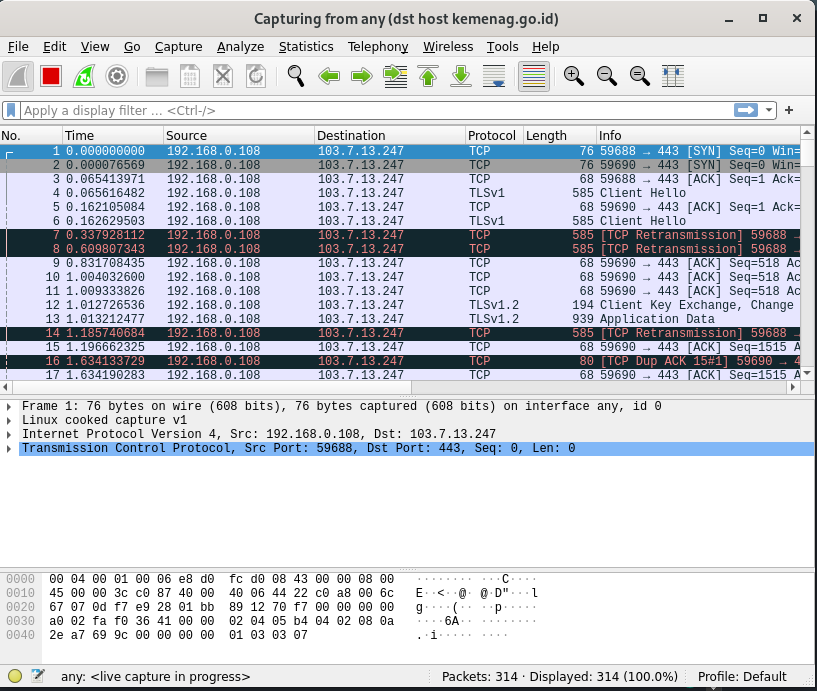 Capturing from any (dst host kemenag.go.id)
File Edit View Go Capture Analyze Statistics Telephony Wireless Tools Help
Apply a display filter ... <Ctrl-/>
No. Time Source Destination Protocol Length Info
1 0.000000000 192.168.0.108 103.7.13.247 TCP 76 59688 → 443 [SYN] Seq=0 Win=
2 0.000076569 192.168.0.108 103.7.13.247 TCP 76 59690 → 443 [SYN] Seq=0 Win=
3 0.065413971 192.168.0.108 103.7.13.247 TCP 68 59688 → 443 [ACK] Seq=1 Ack=
4 0.065616482 192.168.0.108 103.7.13.247 TLSv1 585 Client Hello
5 0.162105084 192.168.0.108 103.7.13.247 TCP 68 59690 → 443 [ACK] Seq=1 Ack=
6 0.162629503 192.168.0.108 103.7.13.247 TLSv1 585 Client Hello
7 0.337928112 192.168.0.108 103.7.13.247 TCP 585 [TCP Retransmission] 59688 →
8 0.609807343 192.168.0.108 103.7.13.247 TCP 585 [TCP Retransmission] 59688 →
9 0.831708435 192.168.0.108 103.7.13.247 TCP 68 59690 → 443 [ACK] Seq=518 Ac
10 1.004032600 192.168.0.108 103.7.13.247 TCP 68 59690 → 443 [ACK] Seq=518 Ac
11 1.009333826 192.168.0.108 103.7.13.247 TCP 68 59690 → 443 [ACK] Seq=518 Ac
12 1.012726536 192.168.0.108 103.7.13.247 TLSv1.2 194 Client Key Exchange, Change
13 1.013212477 192.168.0.108 103.7.13.247 TLSv1.2 939 Application Data
14 1.185740684 192.168.0.108 103.7.13.247 TCP 585 [TCP Retransmission] 59688 →
15 1.196662325 192.168.0.108 103.7.13.247 TCP 68 59690 → 443 [ACK] Seq=1515 A
16 1.634133729 192.168.0.108 103.7.13.247 TCP 80 [TCP Dup ACK 15#1] 59690 → 4
17 1.634190283 192.168.0.108 103.7.13.247 TCP 68 59690 → 443 [ACK] Seq=1515 A
Frame 1: 76 bytes on wire (608 bits), 76 bytes captured (608 bits) on interface any, id 0
Linux cooked capture v1
Internet Protocol Version 4, Src: 192.168.0.108, Dst: 103.7.13.247
Transmission Control Protocol, Src Port: 59688, Dst Port: 443, Seq: 0, Len: 0
0000 00 04 00 01 00 06 e8 d0 fc d0 08 43 00 00 08 00 ········ ···C····
0010 45 00 00 3c c0 87 40 00 40 06 44 22 c0 a8 00 6c E··<··@· @·D"···l
0020 67 07 0d f7 e9 28 01 bb 89 12 70 f7 00 00 00 00 g····(·· ··p·····
0030 a0 02 fa f0 36 41 00 00 02 04 05 b4 04 02 08 0a ····6A·· ········
0040 2e a7 69 9c 00 00 00 00 01 03 03 07 .·i····· ····
any: <live capture in progress> Packets: 314 · Displayed: 314 (100.0%) Profile: Default